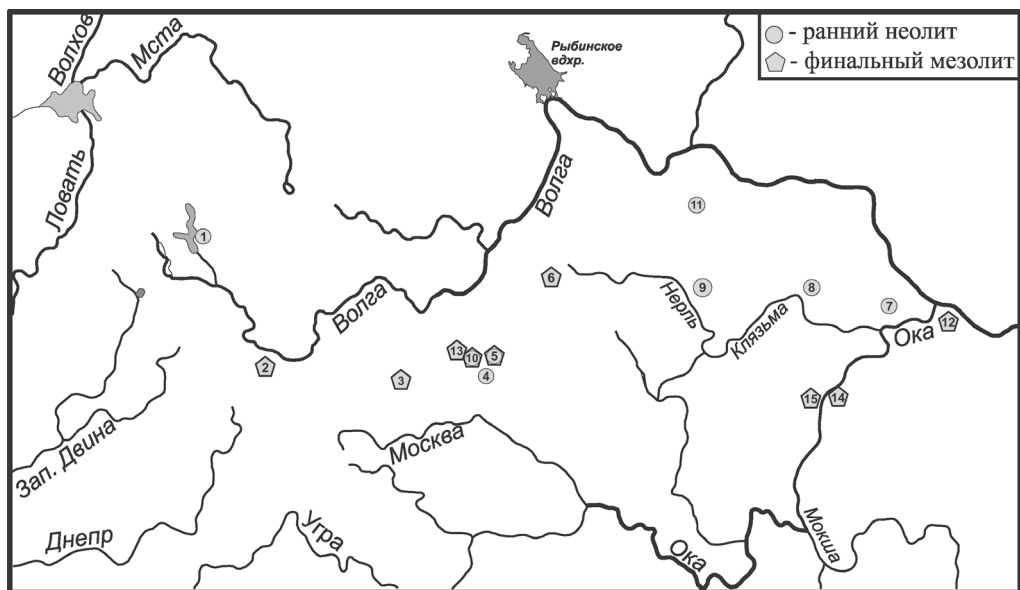 - ранний неолит
- финальный мезолит
Волхов
Мста
Рыбинское
вдхр.
Ловать
Волга
11
1
6
9
8
7
Нерль
Волга
Клязьма
Ока
12
13
10
5
2
3
4
15
14
Москва
Зап. Двина
Днепр
Угра
Ока
Мокша